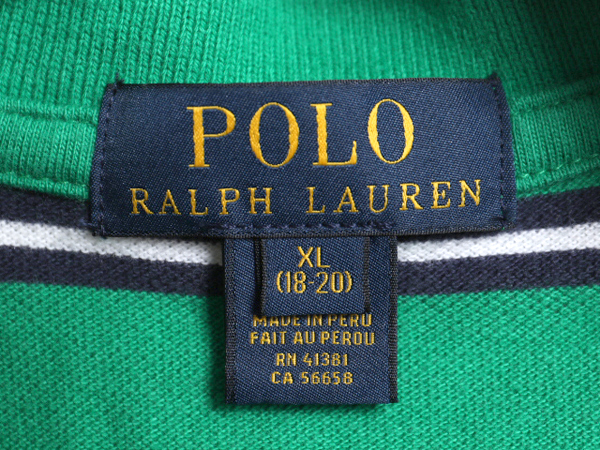 POLO
RALPH LAUREN
XL
(18-20)
MADE IN PERU
FAIT AU PEROU
RN 41381
CA 56658